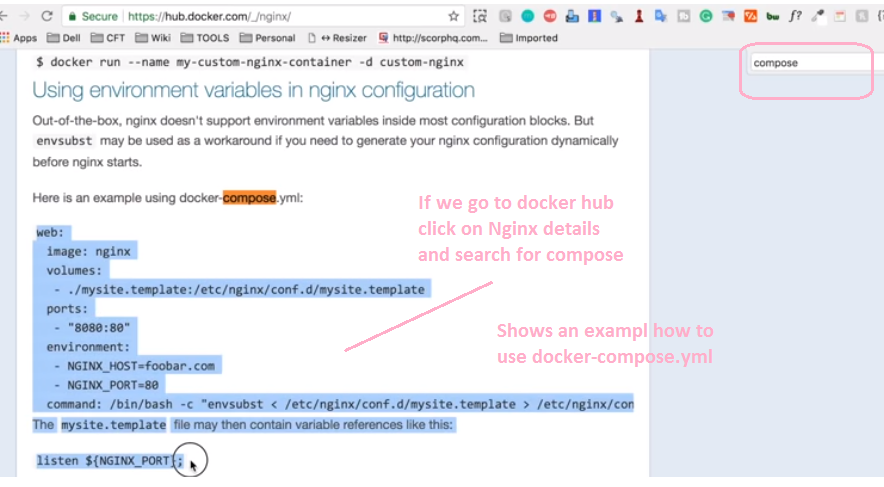 Secure https://hub.docker.com/_/nginx/
Apps Dell CFT Wiki TOOLS Personal ↔ Resizer http://scorphq.com... Imported
compose
$ docker run --name my-custom-nginx-container -d custom-nginx
Using environment variables in nginx configuration
Out-of-the-box, nginx doesn't support environment variables inside most configuration blocks. But
envsubst may be used as a workaround if you need to generate your nginx configuration dynamically
before nginx starts.
Here is an example using docker-compose.yml:
web:
image: nginx
volumes:
- ./mysite.template:/etc/nginx/conf.d/mysite.template
ports:
- "8080:80"
environment:
- NGINX_HOST=foobar.com
- NGINX_PORT=80
command: /bin/bash -c "envsubst < /etc/nginx/conf.d/mysite.template > /etc/nginx/con
The mysite.template file may then contain variable references like this:
listen ${NGINX_PORT};
If we go to docker hub
click on Nginx details
and search for compose
Shows an exampl how to
use docker-compose.yml